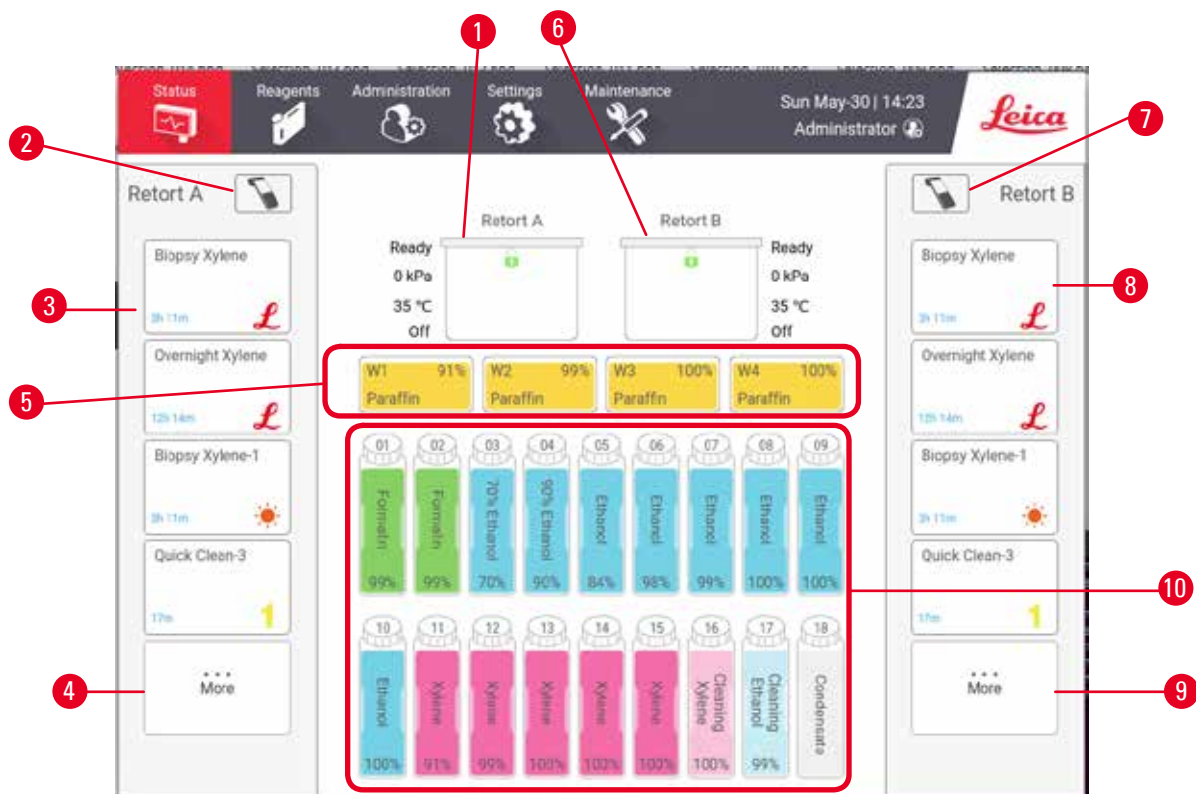 1
6
Status Reagents Administration Settings Maintenance
Sun May-30 | 14:23
Administrator
Leica
7
2
Retort A
Retort B
Retort A
Retort B
Ready
0 kPa
35 °C
Off
Ready
0 kPa
35 °C
Off
3
Biopsy Xylene
3h 11m
L
Overnight Xylene
12h 14m
L
Biopsy Xylene-1
3h 11m
Quick Clean-3
17m
1
...
More
4
8
Biopsy Xylene
3h 11m
L
Overnight Xylene
12h 14m
L
Biopsy Xylene-1
3h 11m
Quick Clean-3
17m
1
...
More
9
5
W1 91%
Paraffin
W2 99%
Paraffin
W3 100%
Paraffin
W4 100%
Paraffin
01 02 03 04 05 06 07 08 09
Formalin
Formalin
70% Ethanol
90% Ethanol
Ethanol
Ethanol
Ethanol
Ethanol
Ethanol
99% 99% 70% 90% 84% 98% 99% 100% 100%
10
10 11 12 13 14 15 16 17 18
Ethanol
Xylene
Xylene
Xylene
Xylene
Xylene
Cleaning
Xylene
Cleaning
Ethanol
Condensate
100% 91% 99% 100% 100% 100% 100% 99%